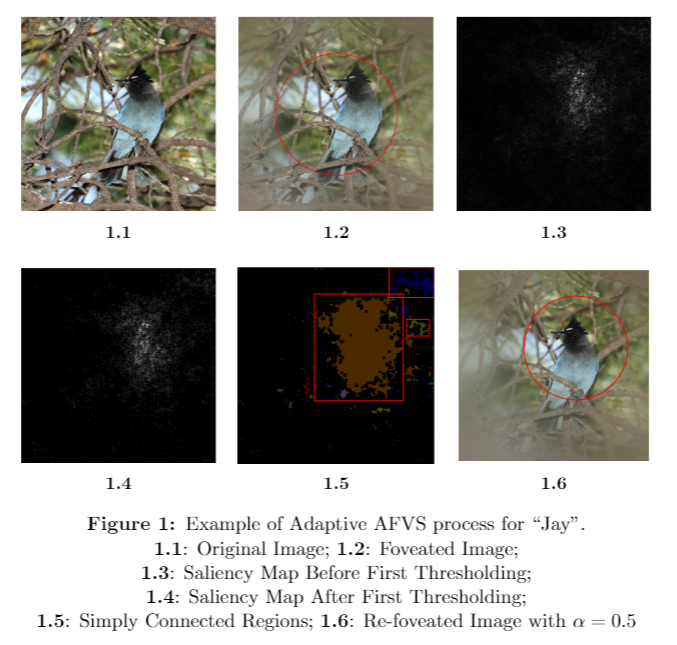 1.1
1.2
1.3
1.4
1.5
1.6
Figure 1: Example of Adaptive AFVS process for “Jay”.
1.1: Original Image; 1.2: Foveated Image;
1.3: Saliency Map Before First Thresholding;
1.4: Saliency Map After First Thresholding;
1.5: Simply Connected Regions; 1.6: Re-foveated Image with α = 0.5